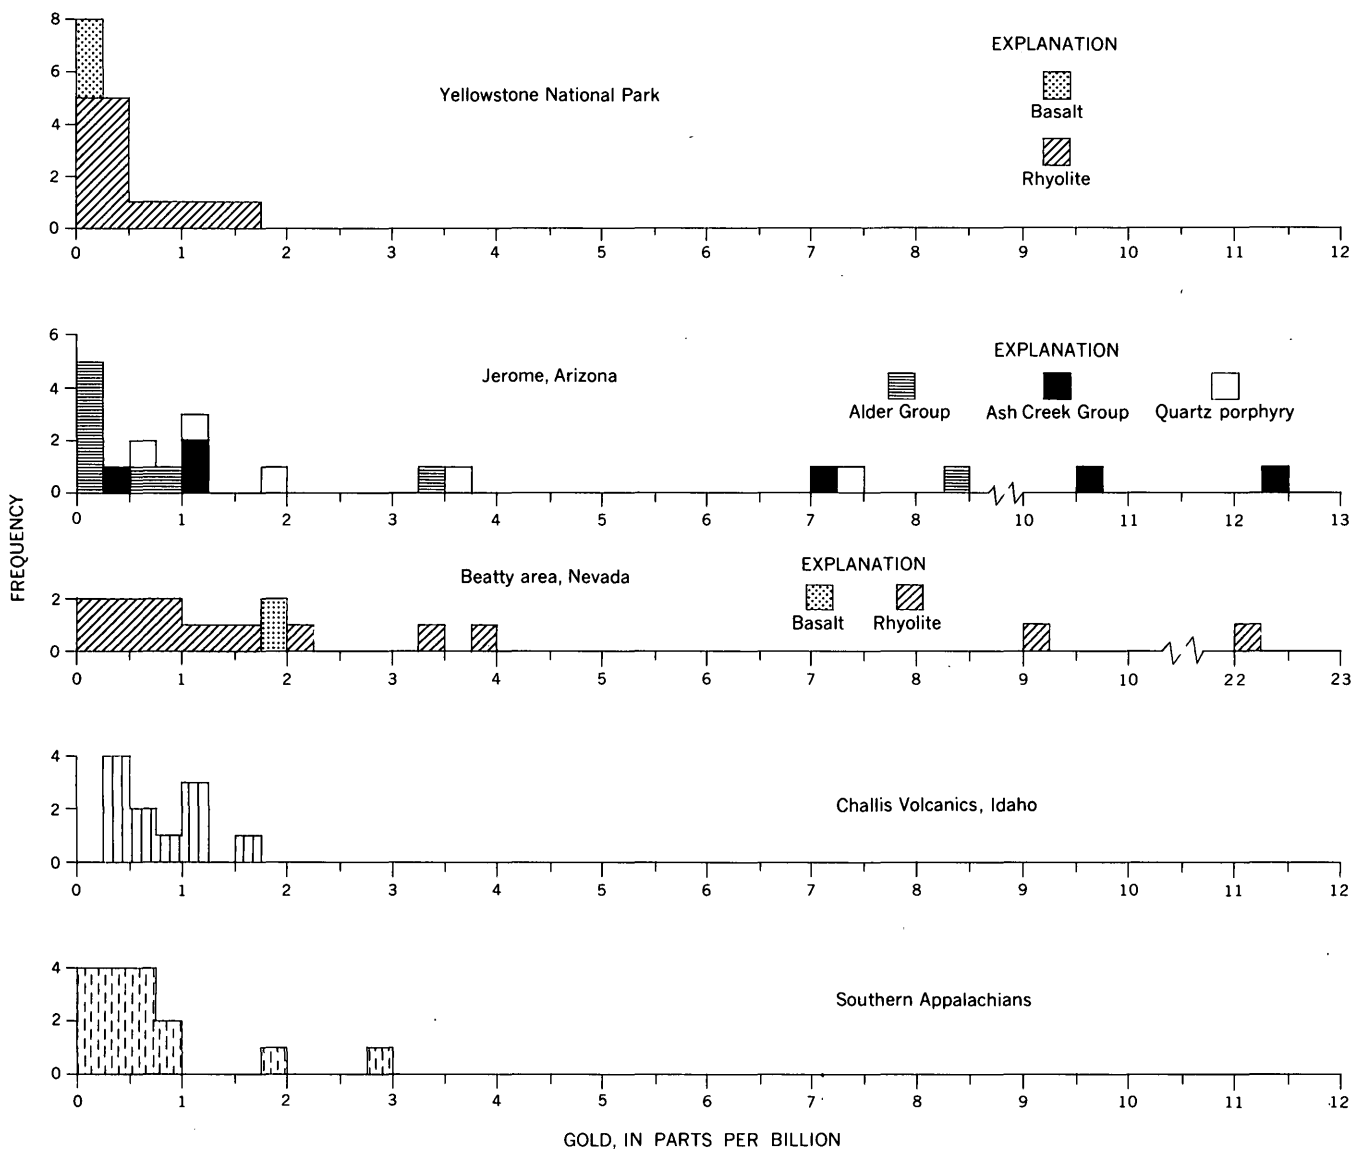 8
6
4
2
0
EXPLANATION
Basalt
Rhyolite
Yellowstone National Park
0 1 2 3 4 5 6 7 8 9 10 11 12
6
4
2
0
Jerome, Arizona
EXPLANATION
Alder Group Ash Creek Group Quartz porphyry
0 1 2 3 4 5 6 7 8 10 11 12 13
FREQUENCY
2
0
Beatty area, Nevada
EXPLANATION
Basalt Rhyolite
0 1 2 3 4 5 6 7 8 9 10 22 23
4
2
0
Challis Volcanics, Idaho
0 1 2 3 4 5 6 7 8 9 10 11 12
4
2
0
Southern Appalachians
0 1 2 3 4 5 6 7 8 9 10 11 12
GOLD, IN PARTS PER BILLION